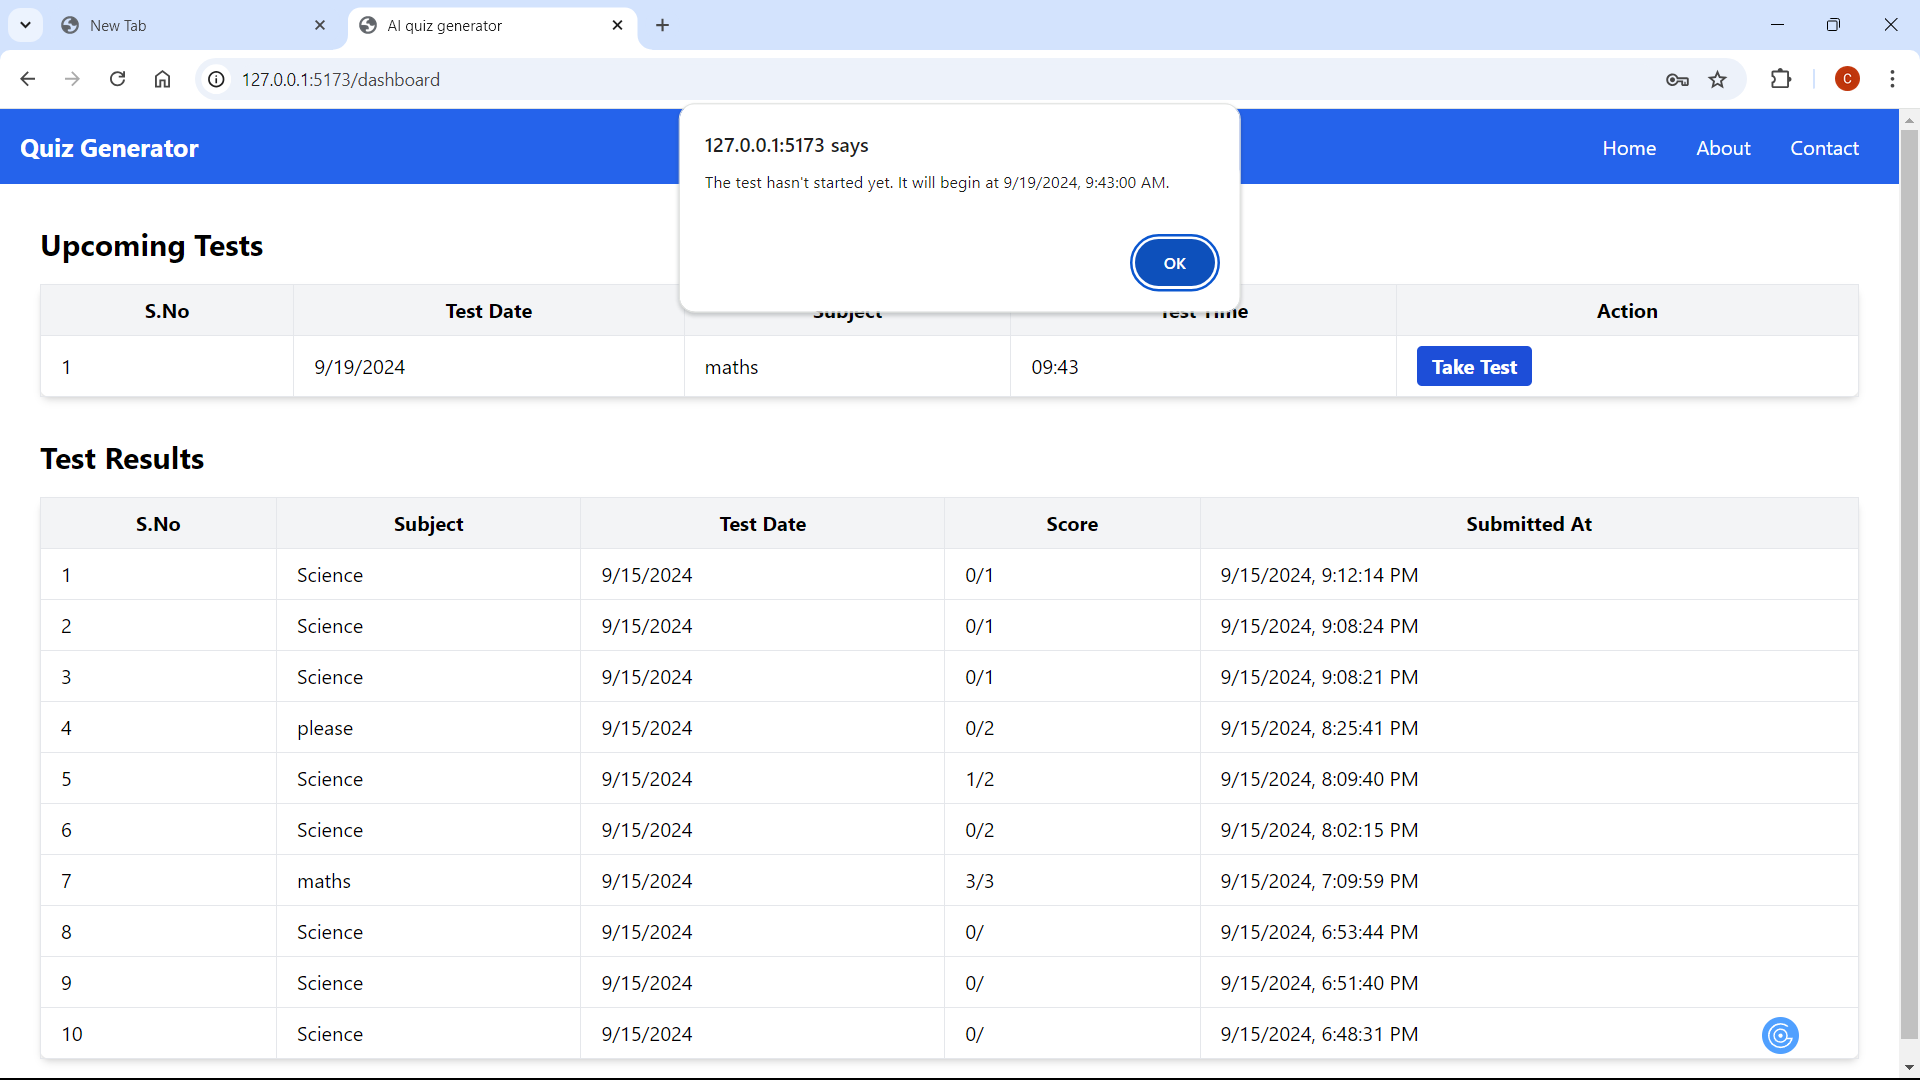 New Tab
AI quiz generator
127.0.0.1:5173/dashboard
C
Quiz Generator
Home About Contact
127.0.0.1:5173 says
The test hasn't started yet. It will begin at 9/19/2024, 9:43:00 AM.
OK
Upcoming Tests
S.No Test Date Subject Test Time Action
1 9/19/2024 maths 09:43 Take Test
Test Results
S.No Subject Test Date Score Submitted At
1 Science 9/15/2024 0/1 9/15/2024, 9:12:14 PM
2 Science 9/15/2024 0/1 9/15/2024, 9:08:24 PM
3 Science 9/15/2024 0/1 9/15/2024, 9:08:21 PM
4 please 9/15/2024 0/2 9/15/2024, 8:25:41 PM
5 Science 9/15/2024 1/2 9/15/2024, 8:09:40 PM
6 Science 9/15/2024 0/2 9/15/2024, 8:02:15 PM
7 maths 9/15/2024 3/3 9/15/2024, 7:09:59 PM
8 Science 9/15/2024 0/ 9/15/2024, 6:53:44 PM
9 Science 9/15/2024 0/ 9/15/2024, 6:51:40 PM
10 Science 9/15/2024 0/ 9/15/2024, 6:48:31 PM